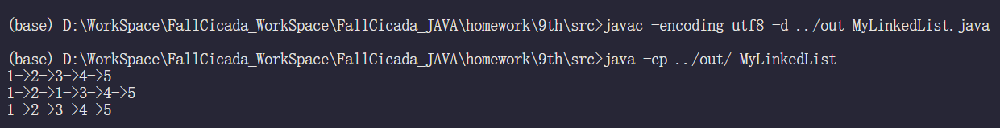 (base) D:\WorkSpace\FallCicada_WorkSpace\FallCicada_JAVA\homework\9th\src>javac -encoding utf8 -d ../out MyLinkedList.java
(base) D:\WorkSpace\FallCicada_WorkSpace\FallCicada_JAVA\homework\9th\src>java -cp ../out/ MyLinkedList
1->2->3->4->5
1->2->1->3->4->5
1->2->3->4->5